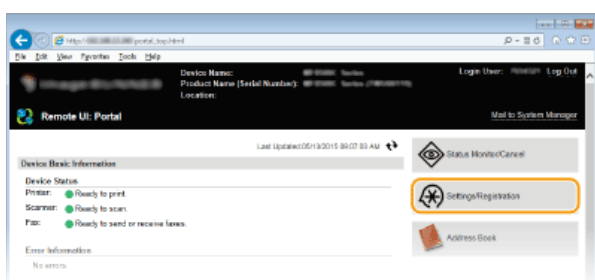 http://
portal_top.html
File Edit View Favorites Tools Help
Device Name:
Login User: Log Out
Product Name (Serial Number):
Location:
Remote UI: Portal
Mail to System Manager
Last Updated:05/13/2015 09:07:03 AM
Device Basic Information
Status Monitor/Cancel
Device Status
Printer: Ready to print.
Scanner: Ready to scan.
Settings/Registration
Fax: Ready to send or receive faxes.
Address Book
Error Information
No errors.